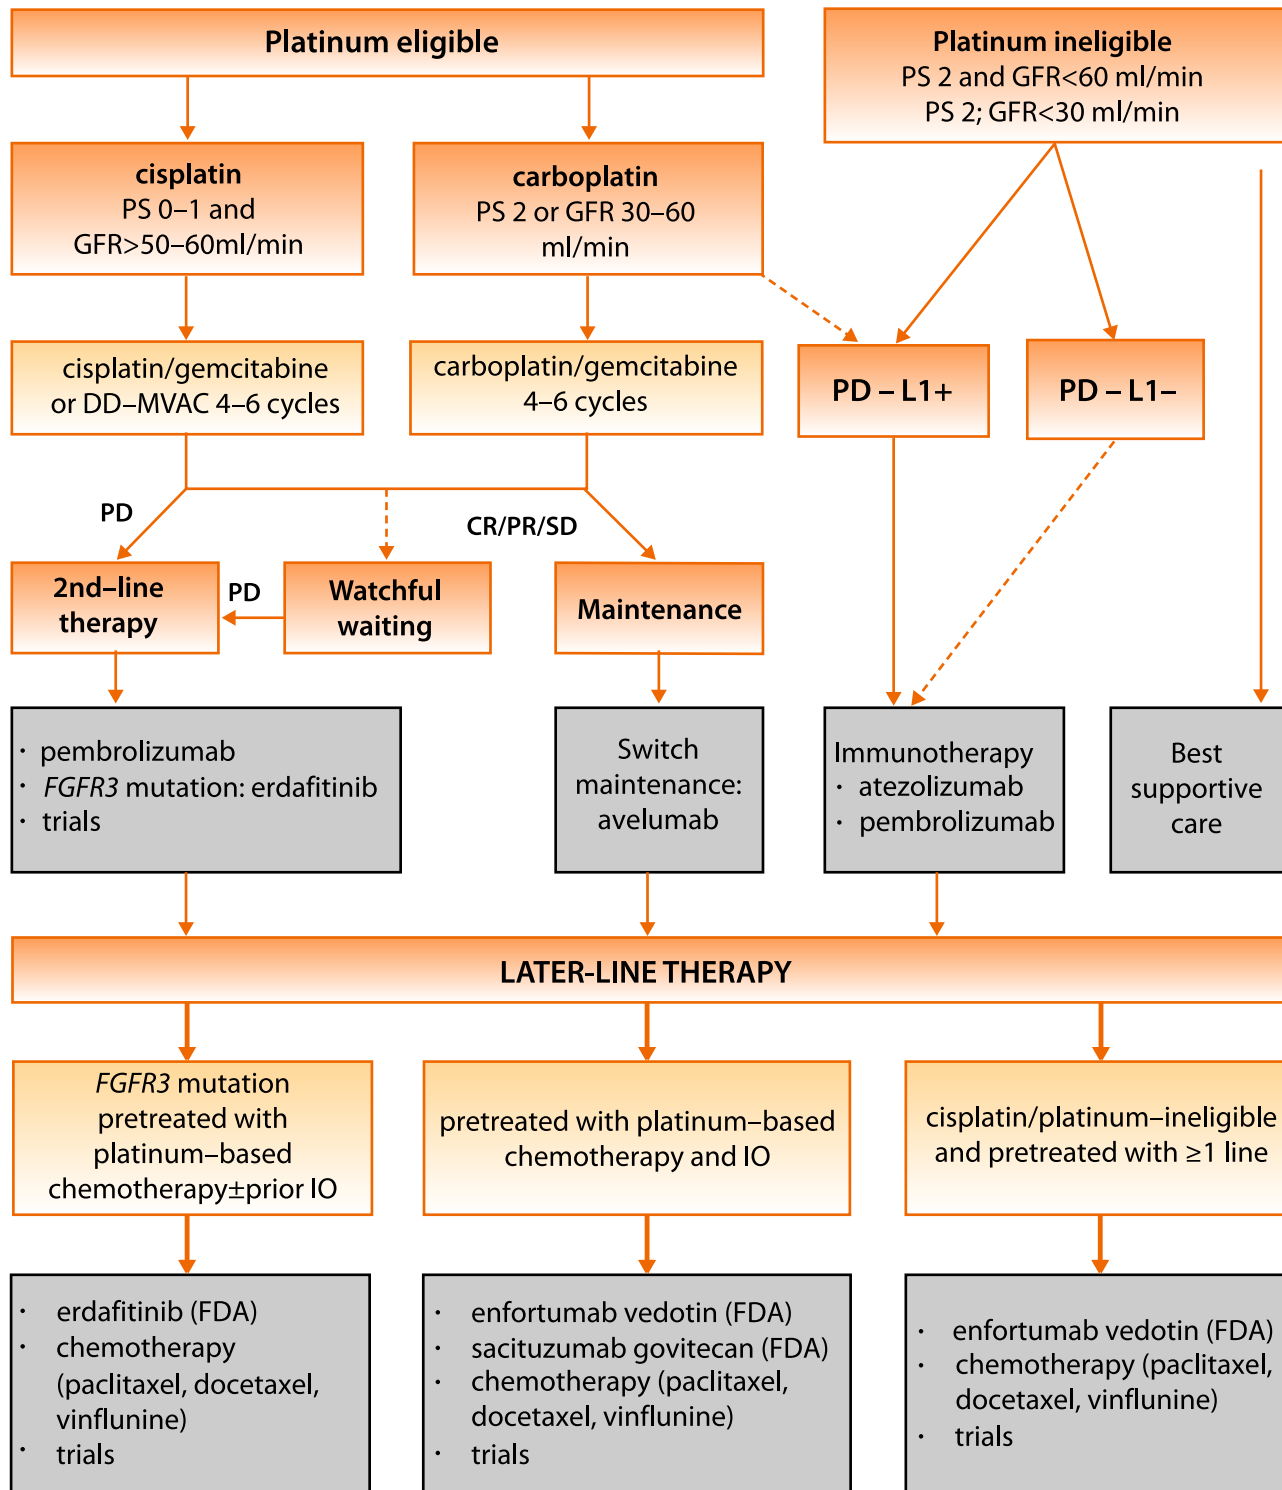 Platinum eligible
Platinum ineligible
PS 2 and GFR<60 ml/min
PS 2; GFR<30 ml/min
cisplatin
PS 0–1 and
GFR>50–60ml/min
carboplatin
PS 2 or GFR 30–60
ml/min
cisplatin/gemcitabine
or DD–MVAC 4–6 cycles
carboplatin/gemcitabine
4–6 cycles
PD – L1+
PD – L1–
PD
CR/PR/SD
2nd–line
therapy
PD
Watchful
waiting
Maintenance
· pembrolizumab
· FGFR3 mutation: erdafitinib
· trials
Switch
maintenance:
avelumab
Immunotherapy
· atezolizumab
· pembrolizumab
Best
supportive
care
LATER-LINE THERAPY
FGFR3 mutation
pretreated with
platinum–based
chemotherapy±prior IO
pretreated with platinum–based
chemotherapy and IO
cisplatin/platinum–ineligible
and pretreated with ≥1 line
· erdafitinib (FDA)
· chemotherapy
(paclitaxel, docetaxel,
vinflunine)
· trials
· enfortumab vedotin (FDA)
· sacituzumab govitecan (FDA)
· chemotherapy (paclitaxel,
docetaxel, vinflunine)
· trials
· enfortumab vedotin (FDA)
· chemotherapy (paclitaxel,
docetaxel, vinflunine)
· trials